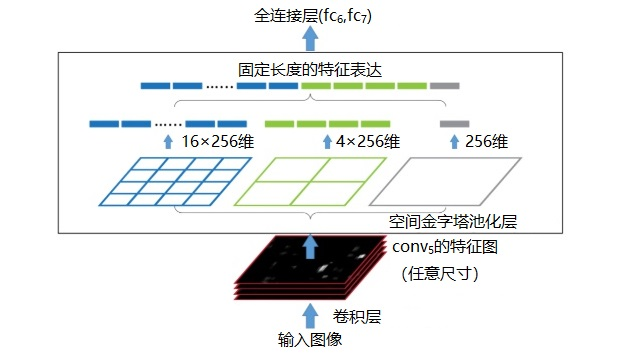 全连接层(fc6,fc7)
固定长度的特征表达
16×256维
4×256维
256维
空间金字塔池化层
conv5的特征图
(任意尺寸)
卷积层
输入图像